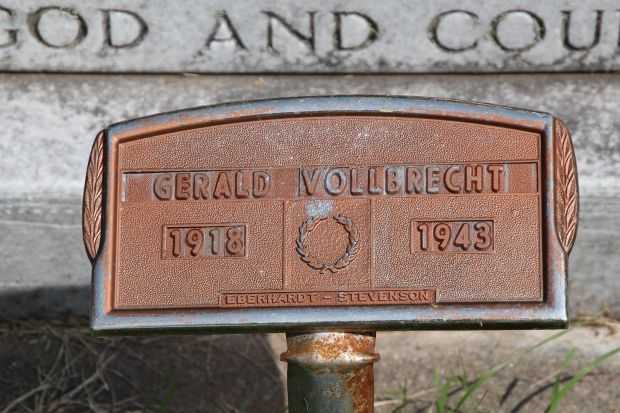 GOD AND COU
GERALD VOLLBRECHT
1918 1943
EBERHARDT – STEVENSON